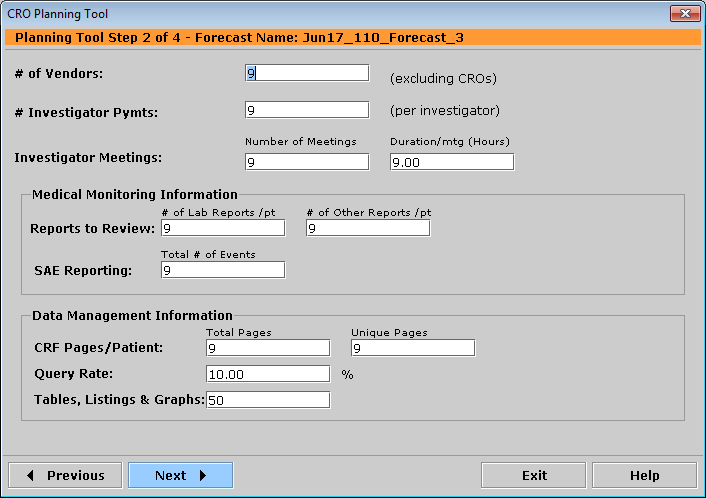 CRO Planning Tool
Planning Tool Step 2 of 4 - Forecast Name: Jun17_110_Forecast_3
# of Vendors: 9 (excluding CROs)
# Investigator Pymts: 9 (per investigator)
Number of Meetings Duration/mtg (Hours)
Investigator Meetings: 9 9.00
Medical Monitoring Information
# of Lab Reports /pt # of Other Reports /pt
Reports to Review: 9 9
Total # of Events
SAE Reporting: 9
Data Management Information
Total Pages Unique Pages
CRF Pages/Patient: 9 9
Query Rate: 10.00 %
Tables, Listings & Graphs: 50
Previous Next Exit Help